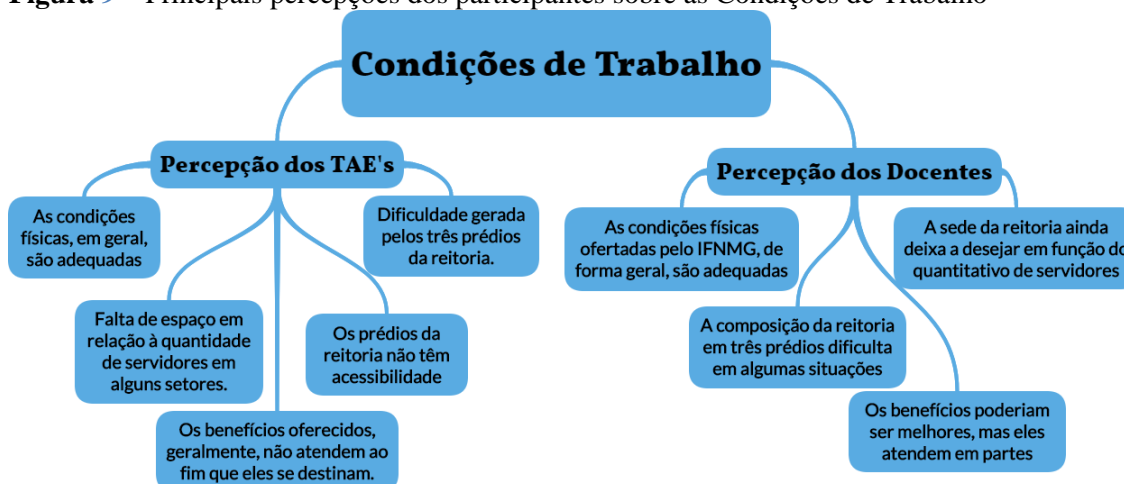 Figura 9 – Principais percepções dos participantes sobre as Condições de Trabalho
Condições de Trabalho
Percepção dos TAE's
As condições
físicas, em geral,
são adequadas
Dificuldade gerada
pelos três prédios
da reitoria.
Falta de espaço em
relação à quantidade
de servidores em
alguns setores.
Os prédios da
reitoria não têm
acessibilidade
Os benefícios oferecidos,
geralmente, não atendem ao
fim que eles se destinam.
Percepção dos Docentes
As condições físicas
ofertadas pelo IFNMG, de
forma geral, são adequadas
A sede da reitoria ainda
deixa a desejar em função do
quantitativo de servidores
A composição da reitoria
em três prédios dificulta
em algumas situações
Os benefícios poderiam
ser melhores, mas eles
atendem em partes